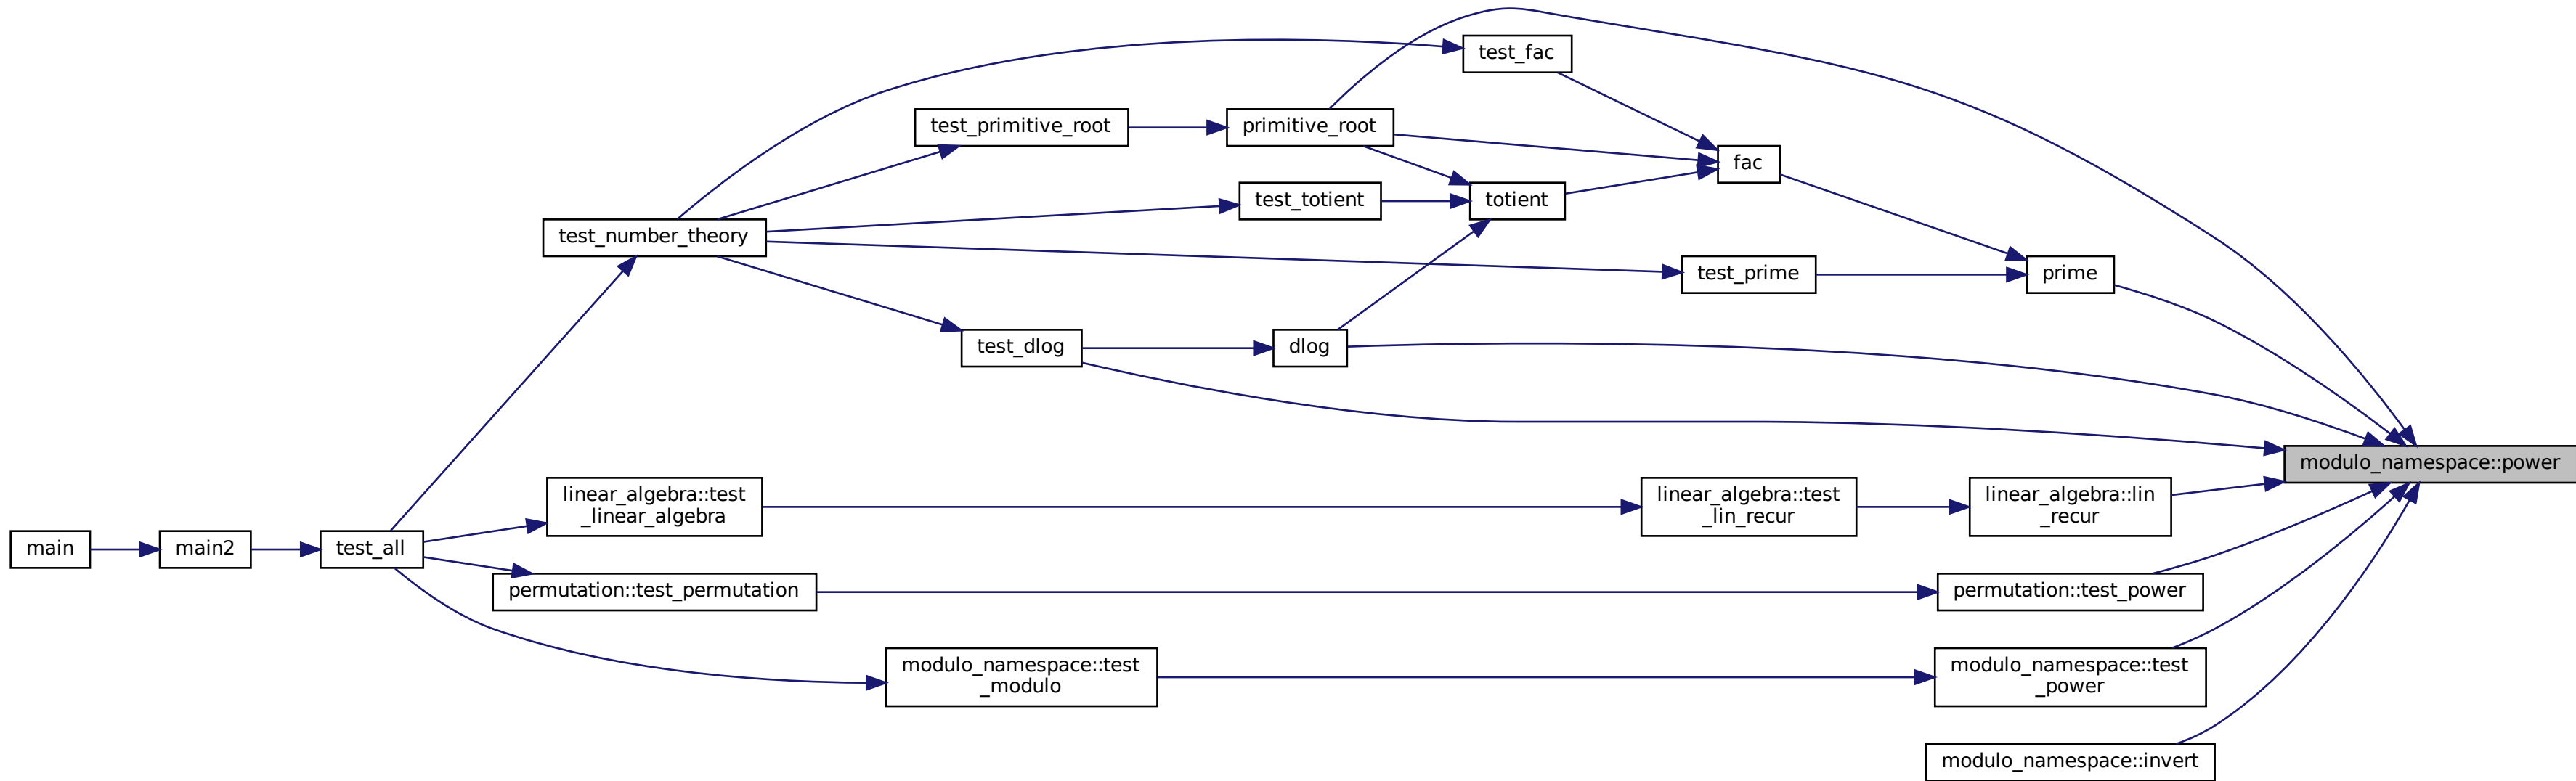 test_fac
test_primitive_root
primitive_root
fac
test_totient
totient
test_number_theory
test_prime
prime
test_dlog
dlog
modulo_namespace::power
linear_algebra::test
_linear_algebra
linear_algebra::test
_lin_recur
linear_algebra::lin
_recur
main
main2
test_all
permutation::test_permutation
permutation::test_power
modulo_namespace::test
_modulo
modulo_namespace::test
_power
modulo_namespace::invert